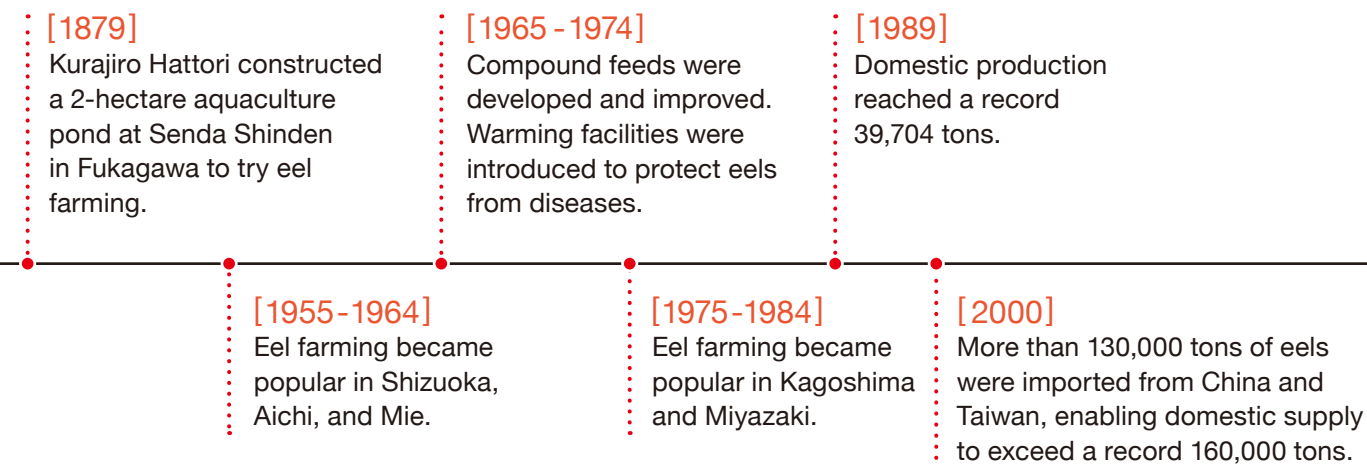 [1879]
Kurajiro Hattori constructed
a 2-hectare aquaculture
pond at Senda Shinden
in Fukagawa to try eel
farming.
[1955-1964]
Eel farming became
popular in Shizuoka,
Aichi, and Mie.
[1965-1974]
Compound feeds were
developed and improved.
Warming facilities were
introduced to protect eels
from diseases.
[1975-1984]
Eel farming became
popular in Kagoshima
and Miyazaki.
[1989]
Domestic production
reached a record
39,704 tons.
[2000]
More than 130,000 tons of eels
were imported from China and
Taiwan, enabling domestic supply
to exceed a record 160,000 tons.